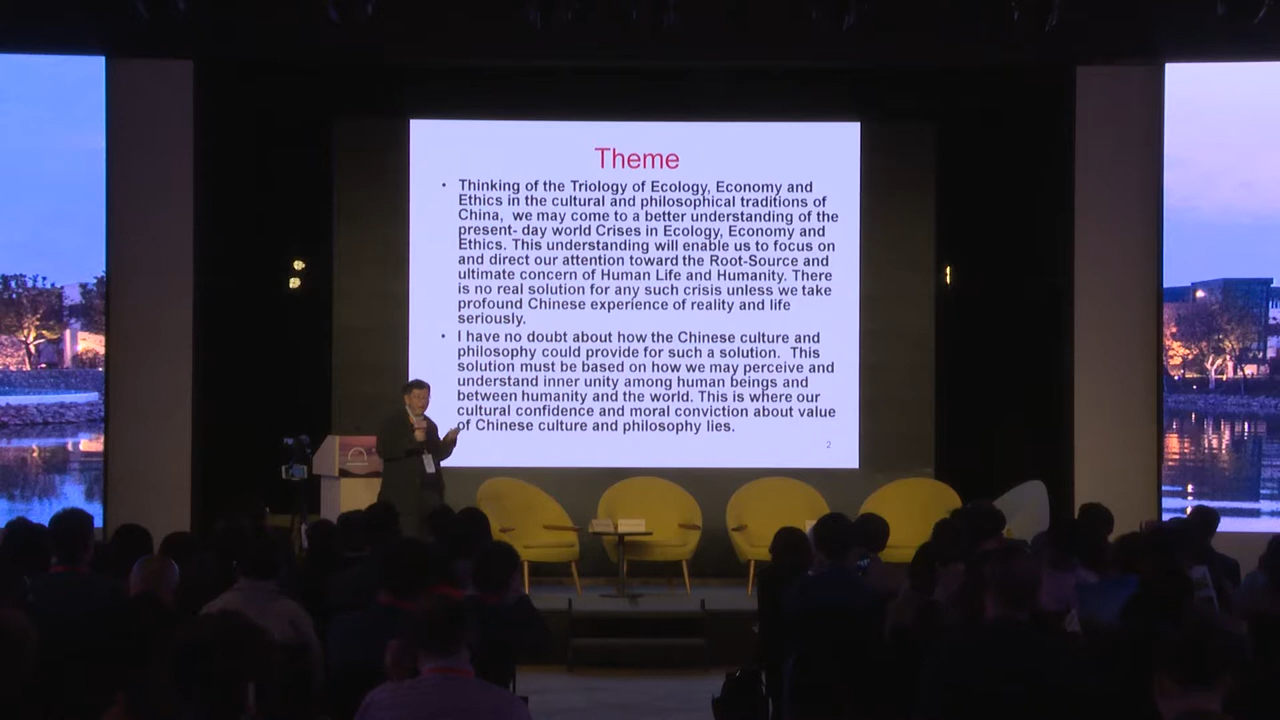 Theme
• Thinking of the Triology of Ecology, Economy and
Ethics in the cultural and philosophical traditions of
China, we may come to a better understanding of the
present- day world Crises in Ecology, Economy and
Ethics. This understanding will enable us to focus on
and direct our attention toward the Root-Source and
ultimate concern of Human Life and Humanity. There
is no real solution for any such crisis unless we take
profound Chinese experience of reality and life
seriously.
• I have no doubt about how the Chinese culture and
philosophy could provide for such a solution. This
solution must be based on how we may perceive and
understand inner unity among human beings and
between humanity and the world. This is where our
cultural confidence and moral conviction about value
of Chinese culture and philosophy lies.
2